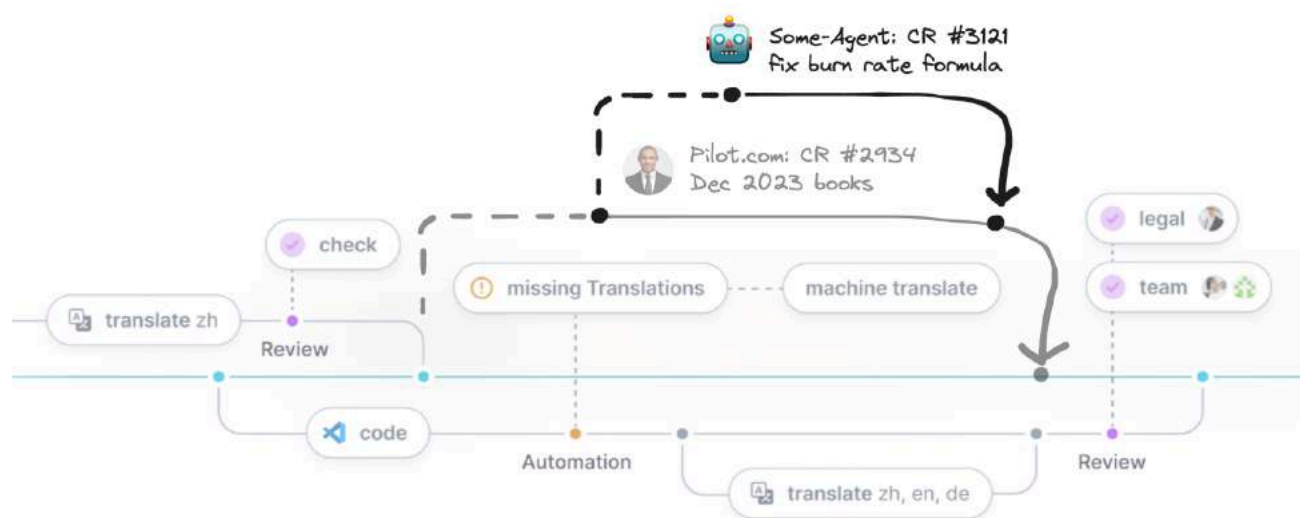 Some-Agent: CR #3121
fix burn rate formula
Pilot.com: CR #2934
Dec 2023 books
check
legal
missing Translations
machine translate
team
translate zh
Review
code
Automation
Review
translate zh, en, de